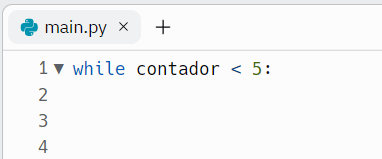 main.py × +
1 ▼ while contador < 5:
2
3
4